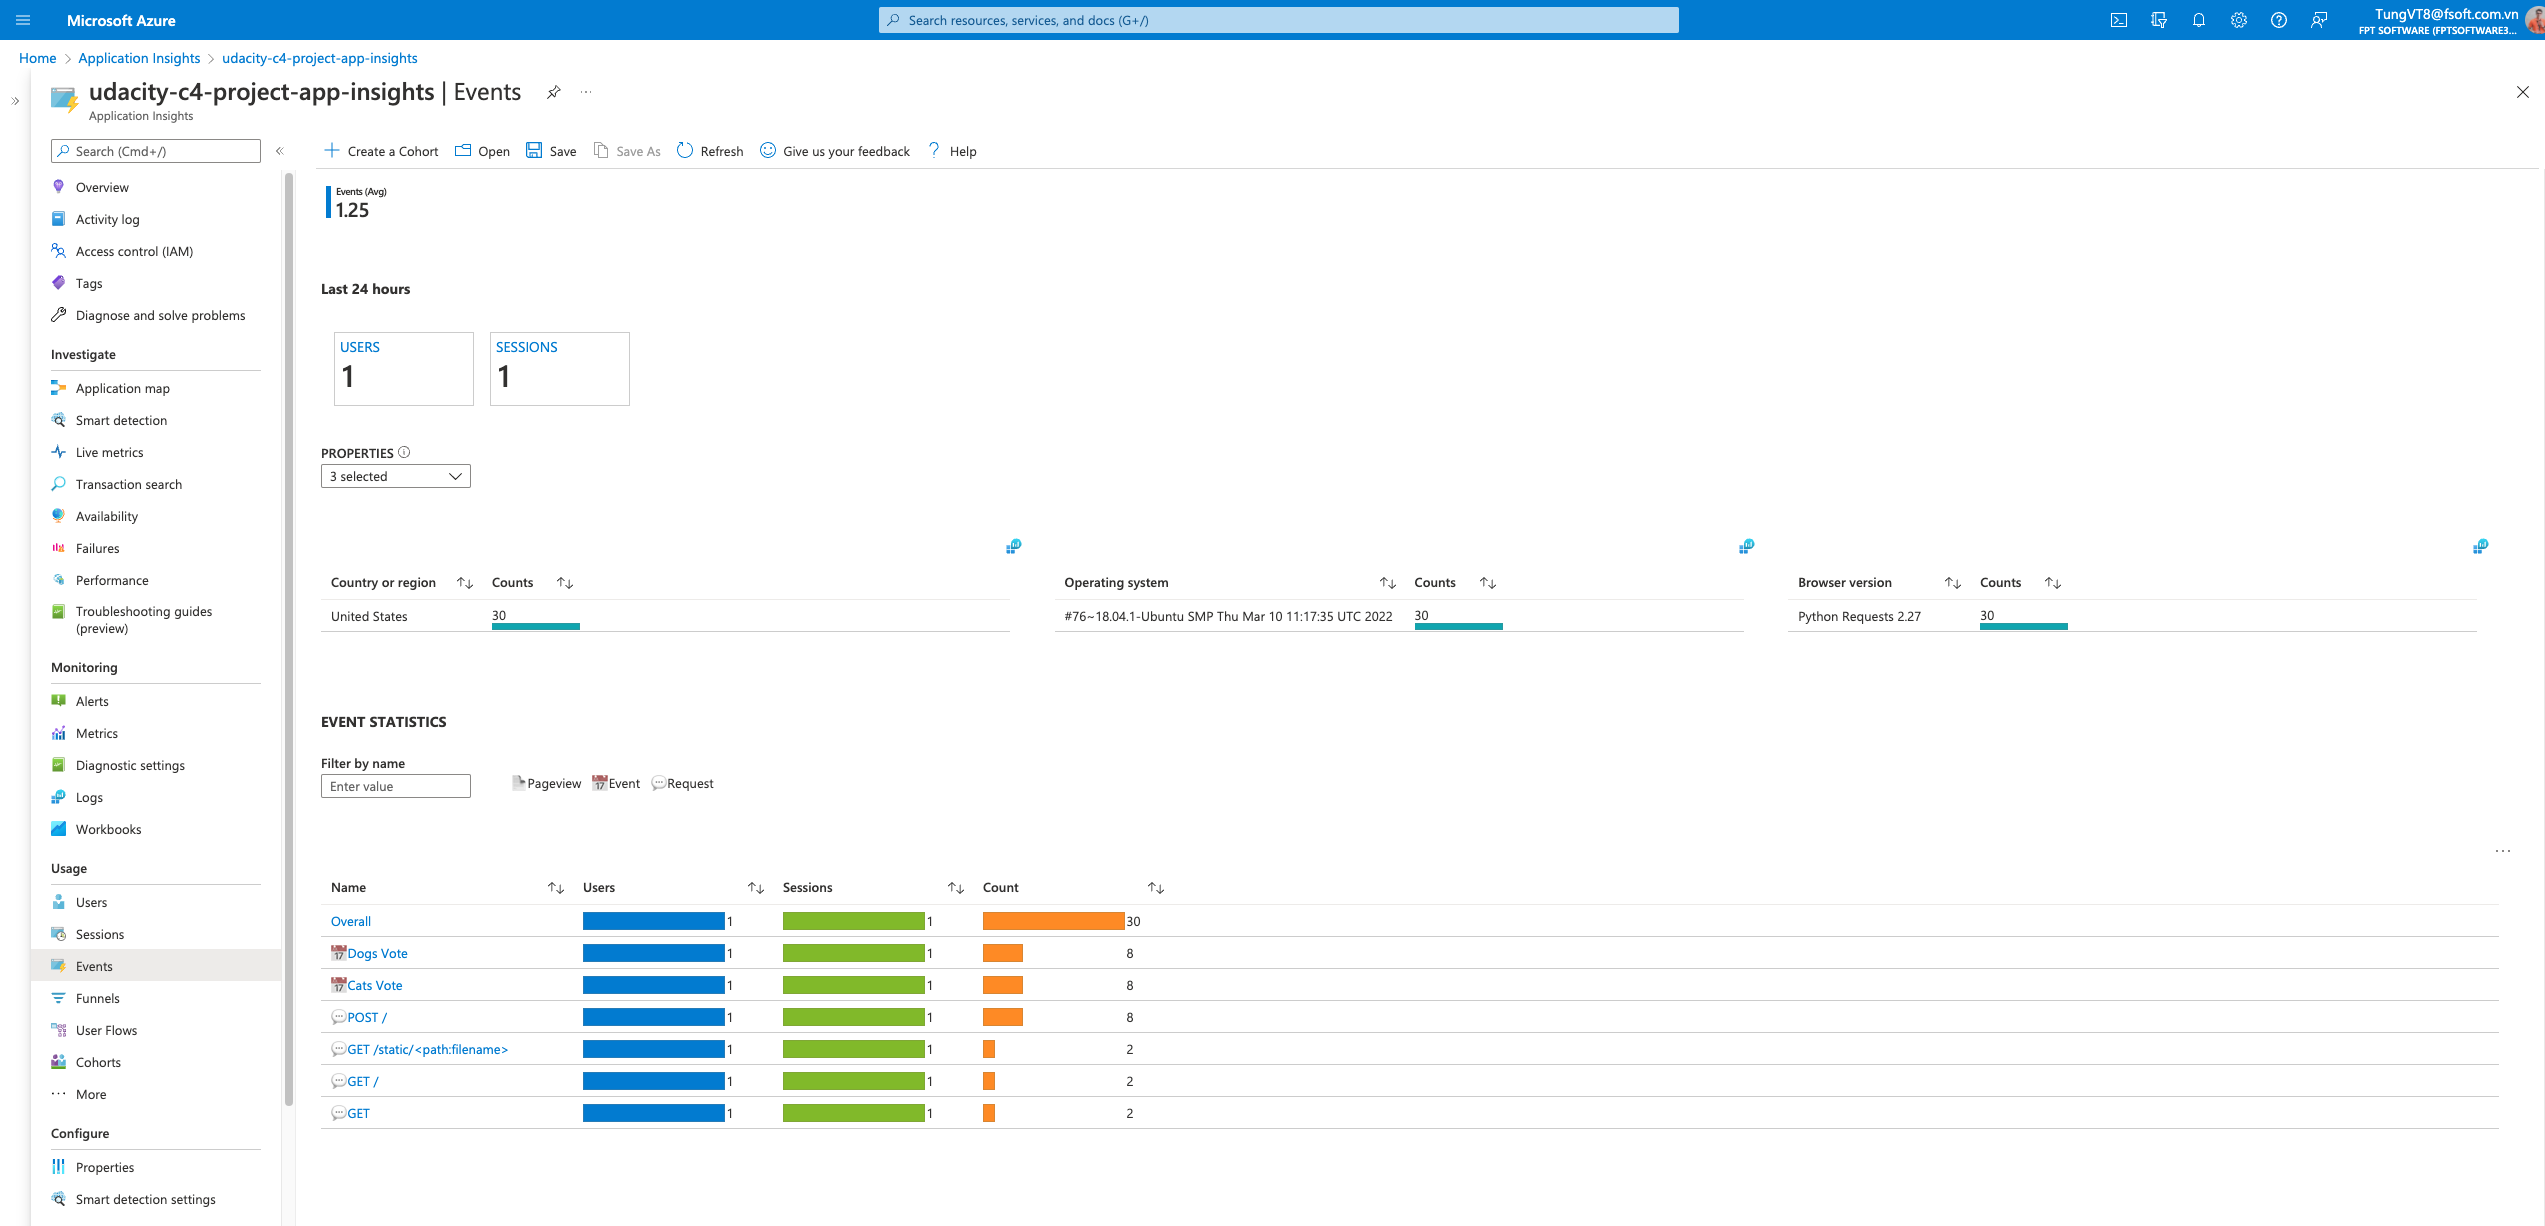 Microsoft Azure
Search resources, services, and docs (G+/)
TungVT8@fsoft.com.vn
FPT SOFTWARE (FPTSOFTWARE3...
Home > Application Insights > udacity-c4-project-app-insights
udacity-c4-project-app-insights | Events
Application Insights
Search (Cmd+/)
Overview
Activity log
Access control (IAM)
Tags
Diagnose and solve problems
Investigate
Application map
Smart detection
Live metrics
Transaction search
Availability
Failures
Performance
Troubleshooting guides
(preview)
Monitoring
Alerts
Metrics
Diagnostic settings
Logs
Workbooks
Usage
Users
Sessions
Events
Funnels
User Flows
Cohorts
More
Configure
Properties
Smart detection settings
Create a Cohort Open Save Save As Refresh Give us your feedback Help
Events (Avg)
1.25
Last 24 hours
USERS
1
SESSIONS
1
PROPERTIES
3 selected
Country or region Counts
United States 30
Operating system Counts
#76~18.04.1-Ubuntu SMP Thu Mar 10 11:17:35 UTC 2022 30
Browser version Counts
Python Requests 2.27 30
EVENT STATISTICS
Filter by name
Enter value
Pageview Event Request
Name Users Sessions Count
Overall 1 1 30
Dogs Vote 1 1 8
Cats Vote 1 1 8
POST / 1 1 8
GET /static/<path:filename> 1 1 2
GET / 1 1 2
GET 1 1 2